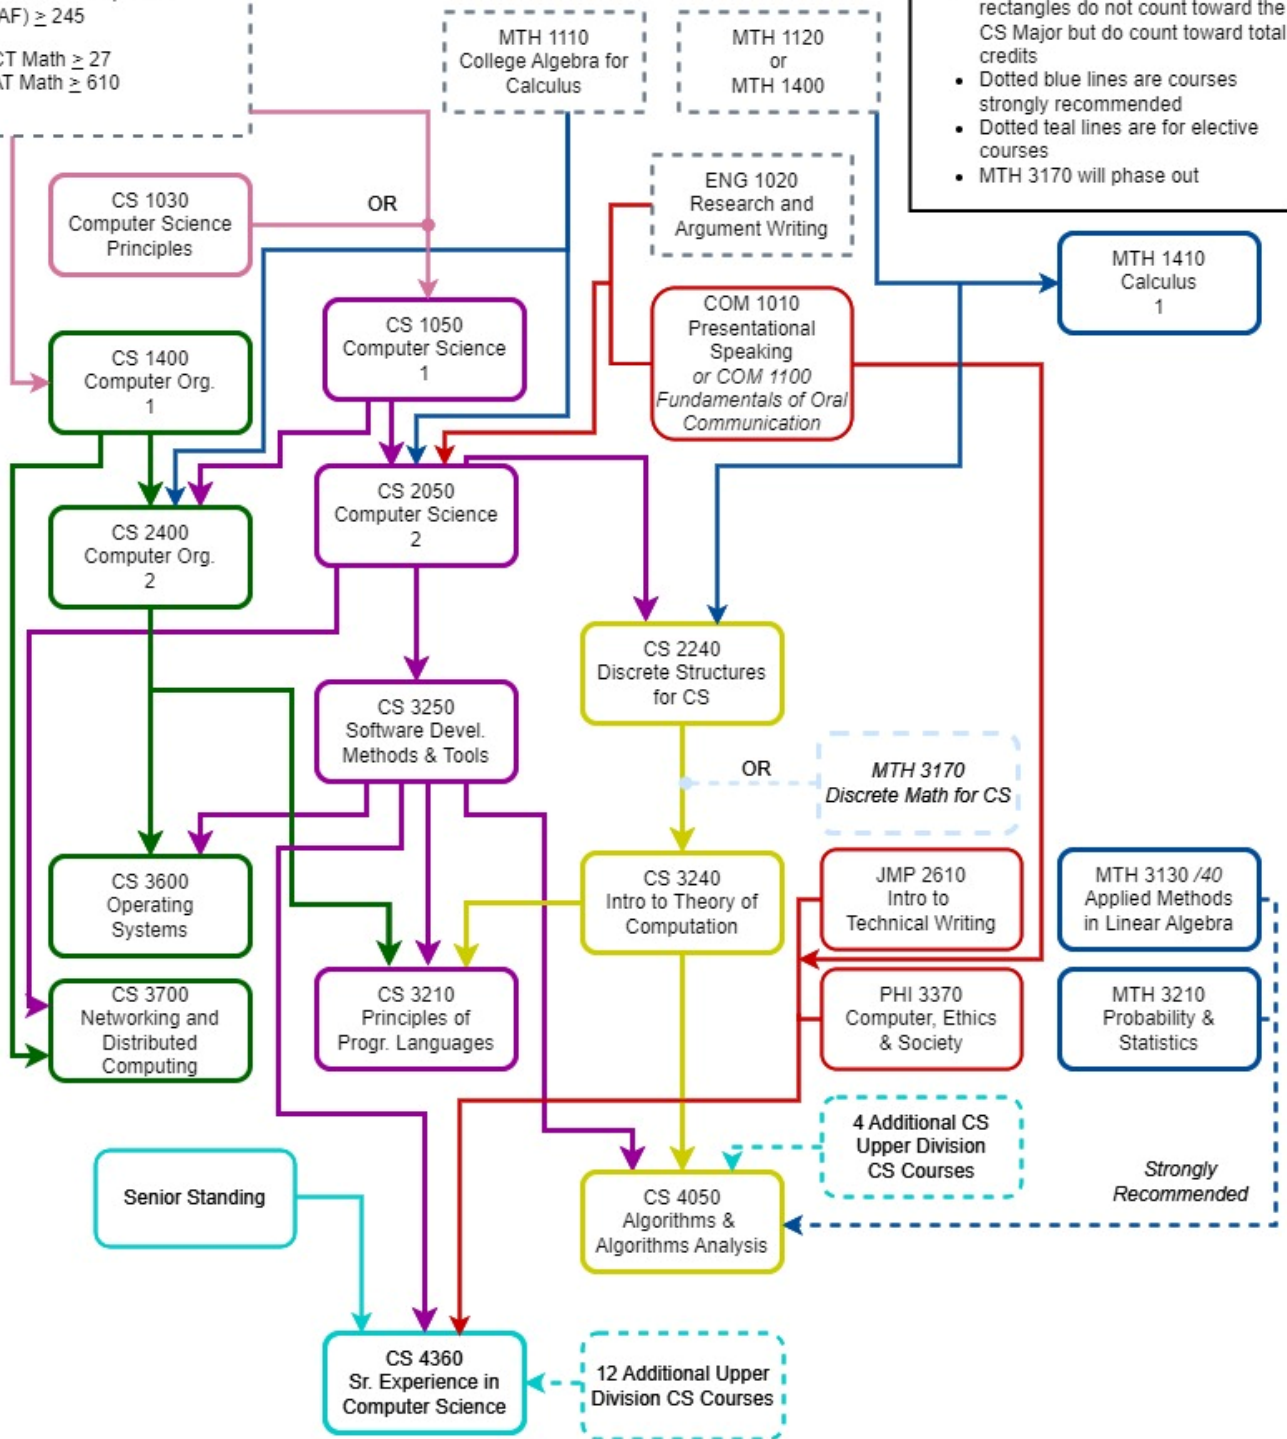 AF) ≥ 245
CT Math ≥ 27
AT Math ≥ 610
MTH 1110
College Algebra for
Calculus
MTH 1120
or
MTH 1400
rectangles do not count toward the
CS Major but do count toward total
credits
• Dotted blue lines are courses
strongly recommended
• Dotted teal lines are for elective
courses
• MTH 3170 will phase out
CS 1030
Computer Science
Principles
OR
ENG 1020
Research and
Argument Writing
MTH 1410
Calculus
1
CS 1400
Computer Org.
1
CS 1050
Computer Science
1
COM 1010
Presentational
Speaking
or COM 1100
Fundamentals of Oral
Communication
CS 2400
Computer Org.
2
CS 2050
Computer Science
2
CS 2240
Discrete Structures
for CS
CS 3250
Software Devel.
Methods & Tools
OR
MTH 3170
Discrete Math for CS
CS 3600
Operating
Systems
CS 3240
Intro to Theory of
Computation
JMP 2610
Intro to
Technical Writing
MTH 3130 /40
Applied Methods
in Linear Algebra
CS 3700
Networking and
Distributed
Computing
CS 3210
Principles of
Progr. Languages
PHI 3370
Computer, Ethics
& Society
MTH 3210
Probability &
Statistics
4 Additional CS
Upper Division
CS Courses
Senior Standing
CS 4050
Algorithms &
Algorithms Analysis
Strongly
Recommended
CS 4360
Sr. Experience in
Computer Science
12 Additional Upper
Division CS Courses